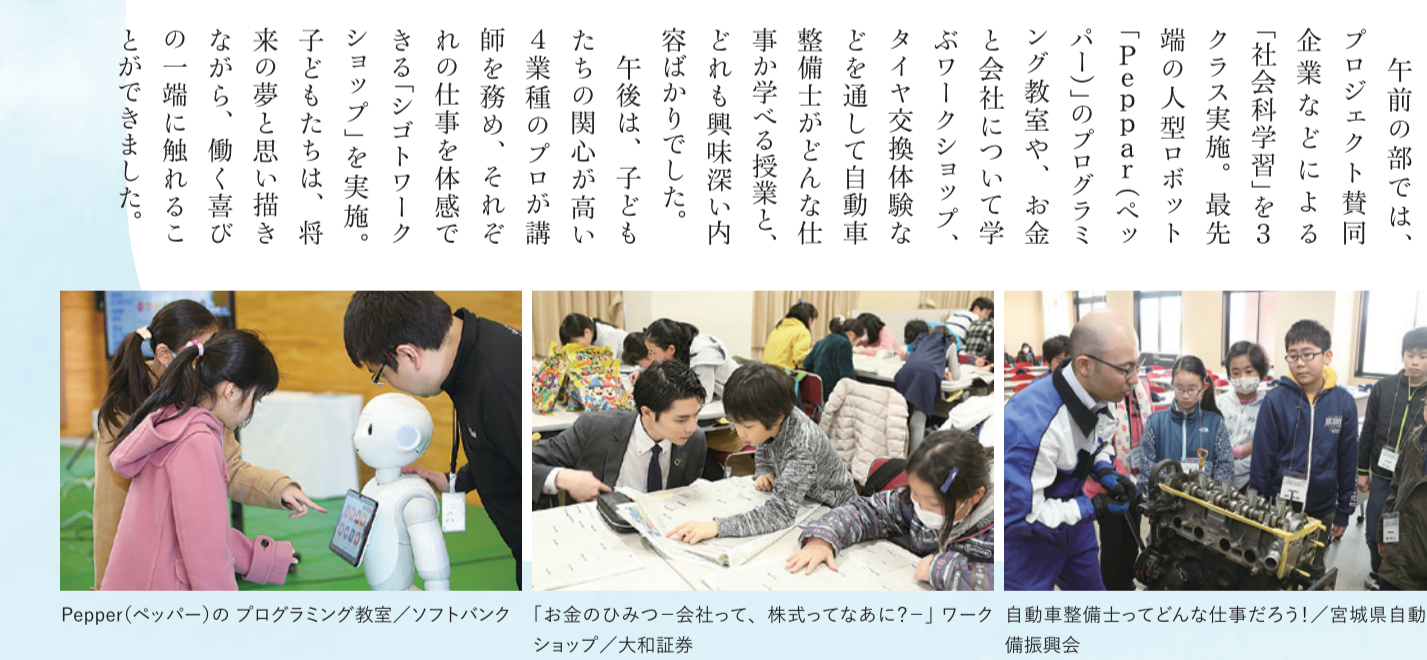 午前の部では、
プロジェクト賛同
企業などによる
「社会科学習」を3
クラス実施。最先
端の人型ロボット
「Peppar(ペッ
パー)」のプログラミ
ング教室や、お金
と会社について学
ぶワークショップ、
タイヤ交換体験な
どを通して自動車
整備士がどんな仕
事か学べる授業と、
どれも興味深い内
容ばかりでした。
午後は、子ども
たちの関心が高い
4業種のプロが講
師を務め、それぞ
れの仕事を体感で
きる「シゴトワーク
ショップ」を実施。
子どもたちは、将
来の夢と思い描き
ながら、働く喜び
の一端に触れるこ
とができました。
Pepper(ペッパー)の プログラミング教室／ソフトバンク
「お金のひみつ−会社って、株式ってなあに?−」 ワーク
ショップ／大和証券
自動車整備士ってどんな仕事だろう!／宮城県自動
備振興会